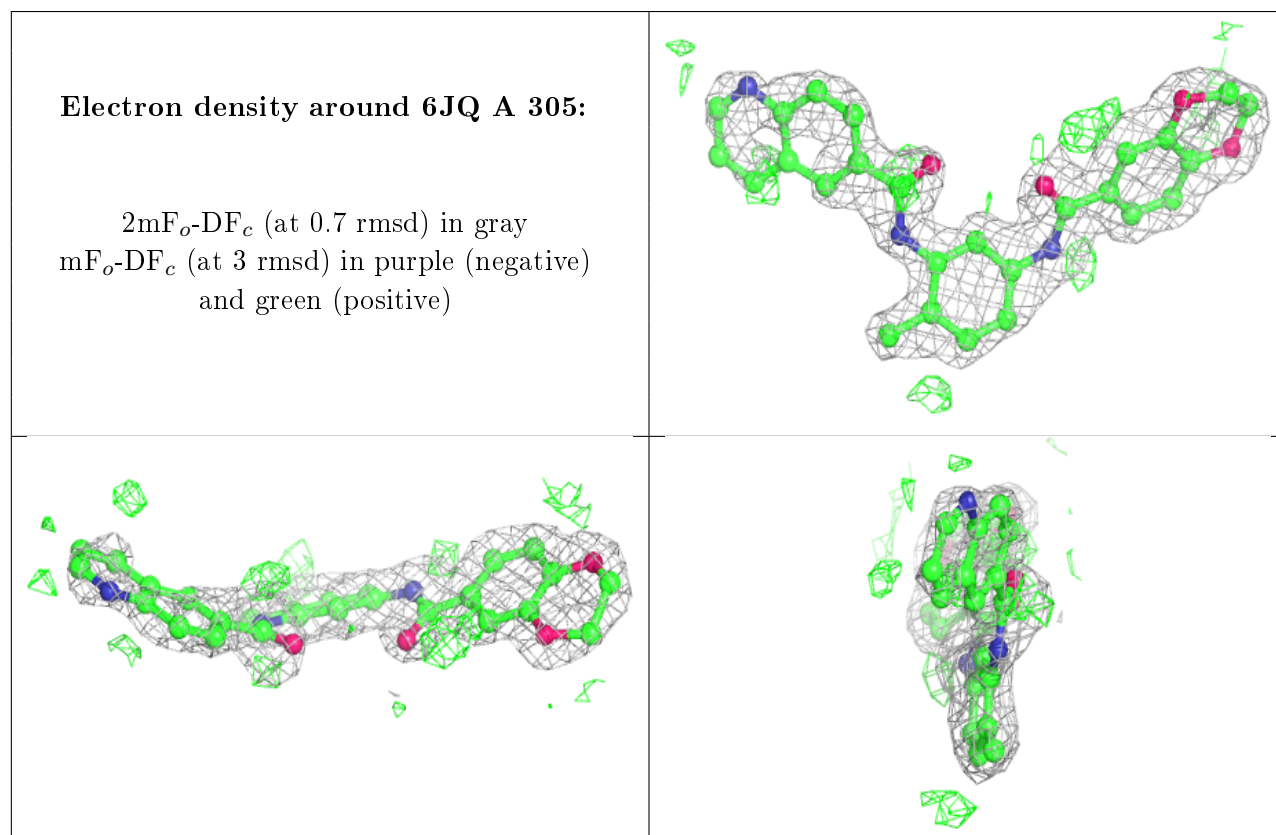 Electron density around 6JQ A 305:
2mFₒ-DF𝒸 (at 0.7 rmsd) in gray
mFₒ-DF𝒸 (at 3 rmsd) in purple (negative)
and green (positive)